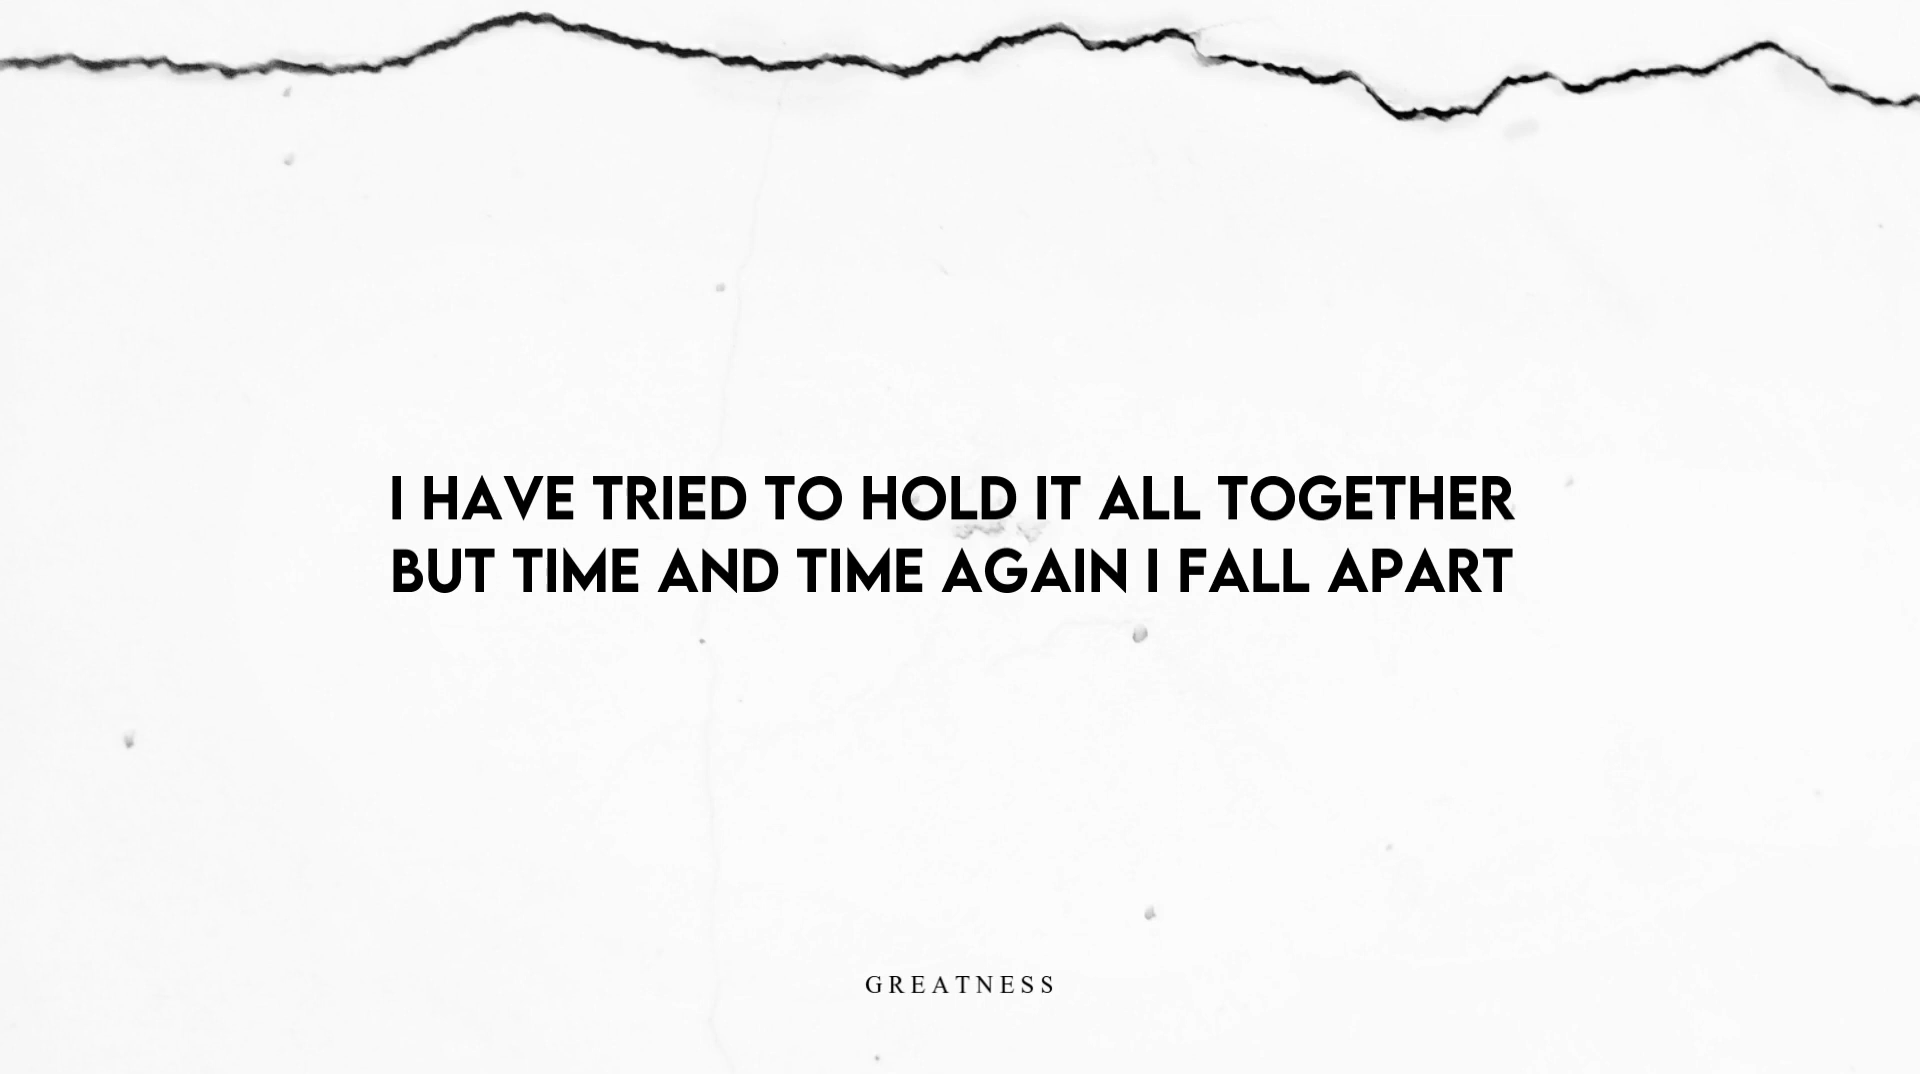 I HAVE TRIED TO HOLD IT ALL TOGETHER
BUT TIME AND TIME AGAIN I FALL APART
GREATNESS